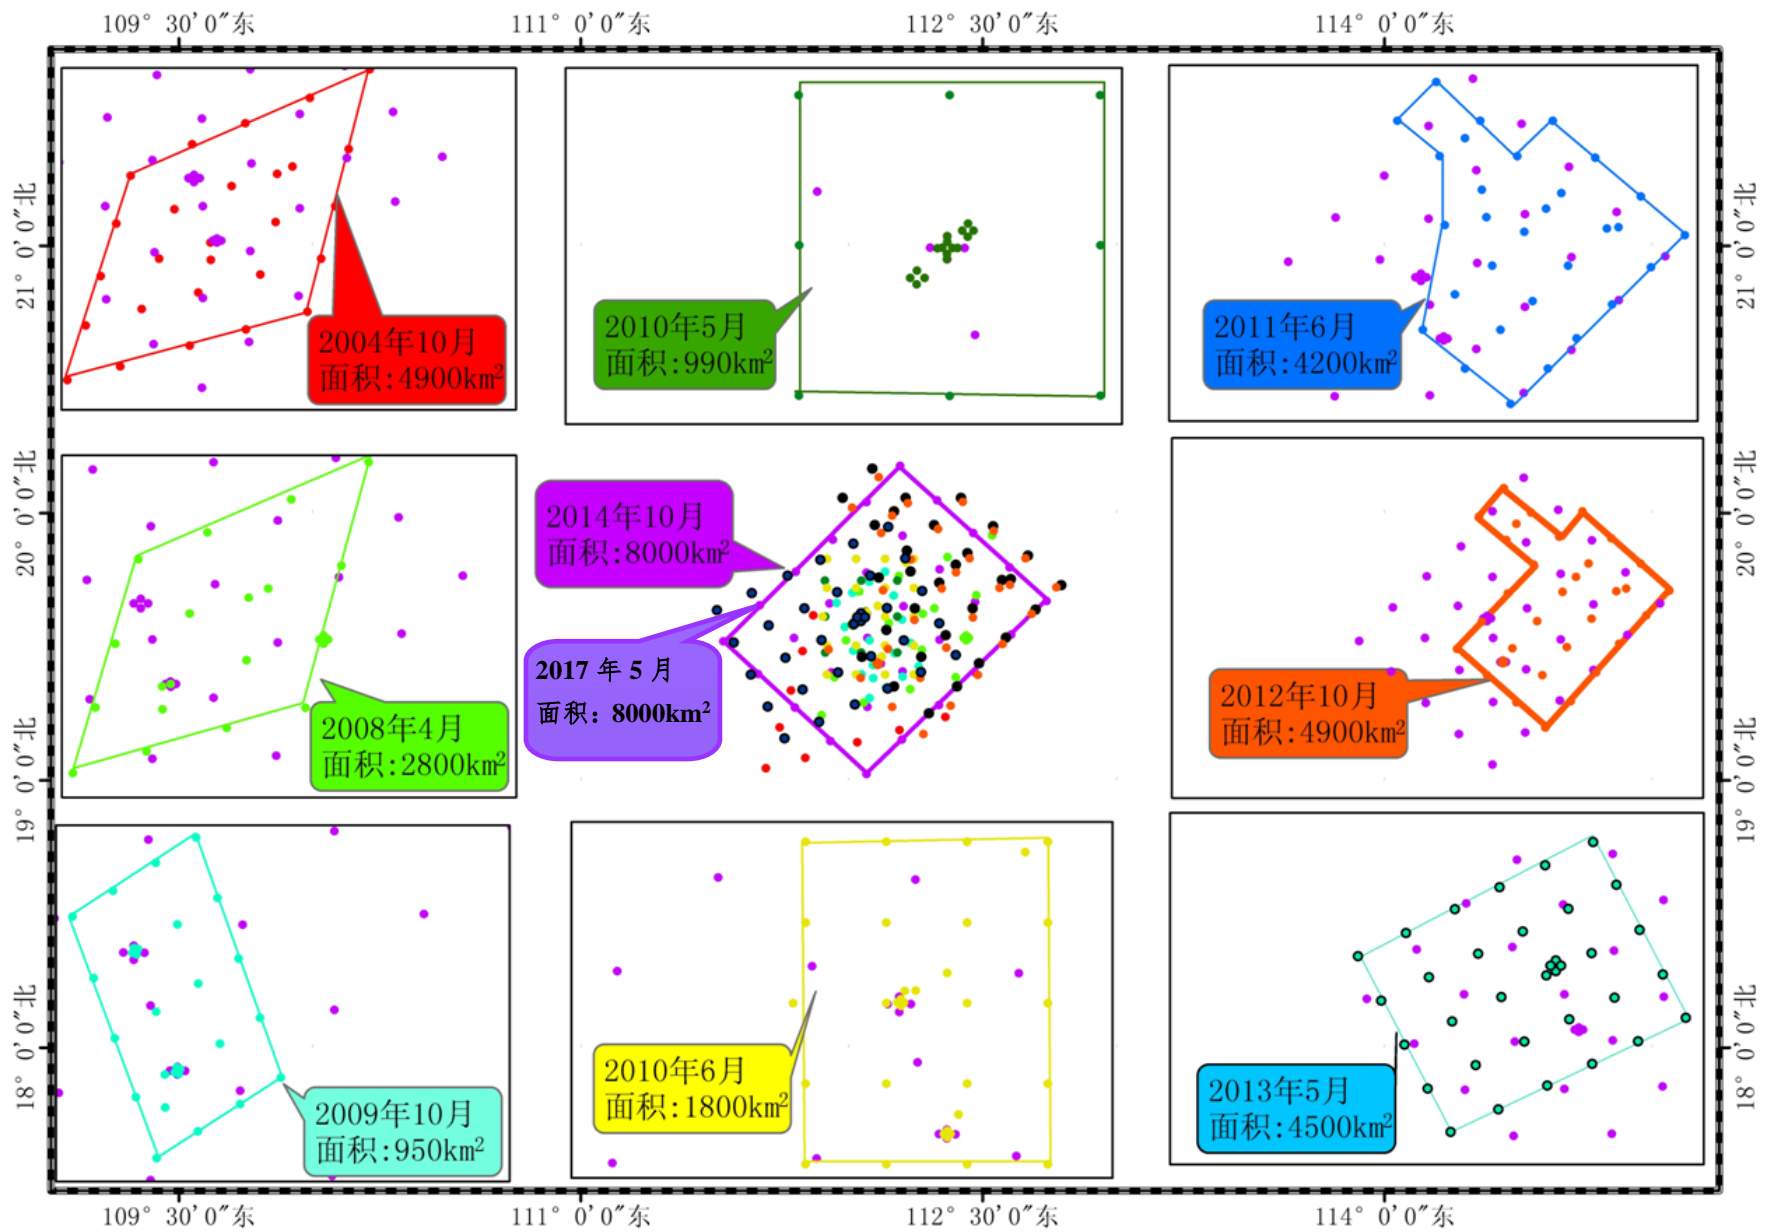 109° 30′0″东
111° 0′0″东
112° 30′0″东
114° 0′0″东
21° 0′0″北
20° 0′0″北
19° 0′0″北
18° 0′0″北
2004年10月
面积:4900km²
2010年5月
面积:990km²
2011年6月
面积:4200km²
2008年4月
面积:2800km²
2014年10月
面积:8000km²
2017 年 5 月
面积: 8000km²
2012年10月
面积:4900km²
2009年10月
面积:950km²
2010年6月
面积:1800km²
2013年5月
面积:4500km²
21° 0′0″北
20° 0′0″北
19° 0′0″北
18° 0′0″北
109° 30′0″东
111° 0′0″东
112° 30′0″东
114° 0′0″东